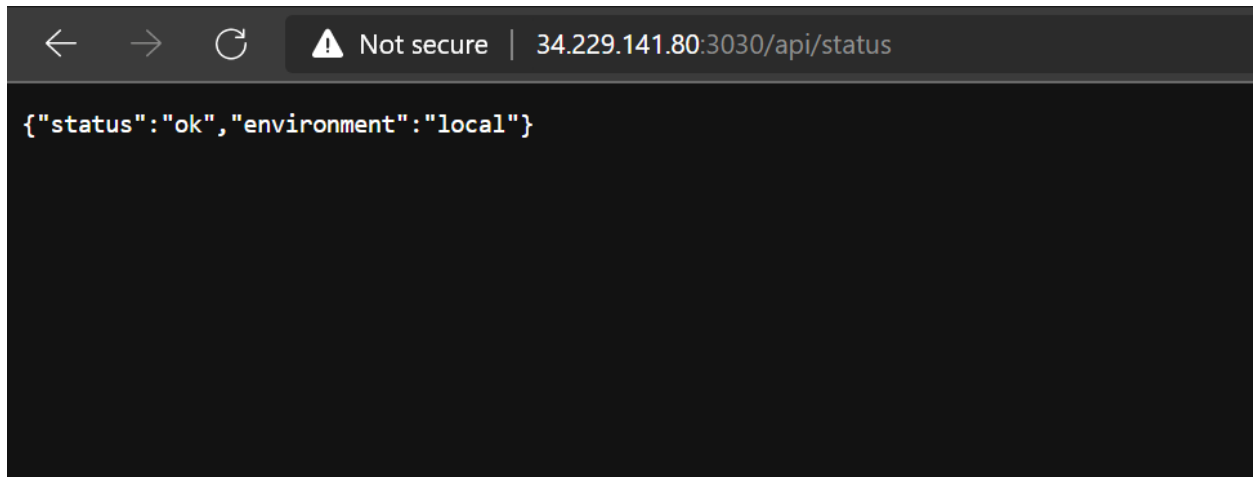 Not secure | 34.229.141.80:3030/api/status
{"status":"ok","environment":"local"}